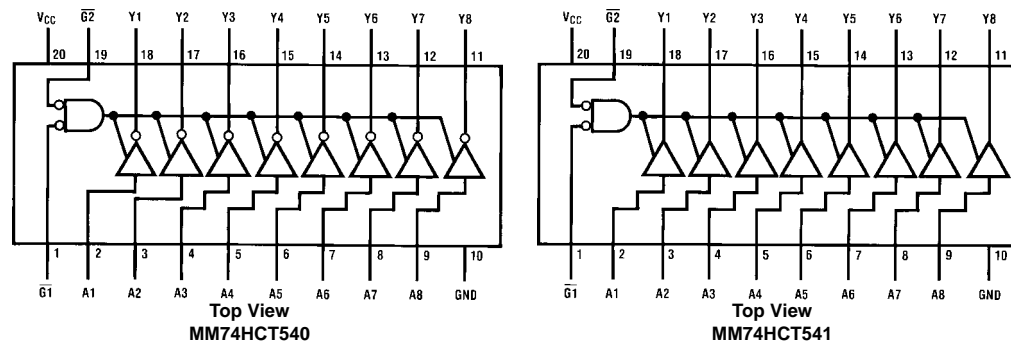 VCC G2 Y1 Y2 Y3 Y4 Y5 Y6 Y7 Y8
20 19 18 17 16 15 14 13 12 11
1 2 3 4 5 6 7 8 9 10
G1 A1 A2 A3 A4 A5 A6 A7 A8 GND
Top View
MM74HCT540
VCC G2 Y1 Y2 Y3 Y4 Y5 Y6 Y7 Y8
20 19 18 17 16 15 14 13 12 11
1 2 3 4 5 6 7 8 9 10
G1 A1 A2 A3 A4 A5 A6 A7 A8 GND
Top View
MM74HCT541